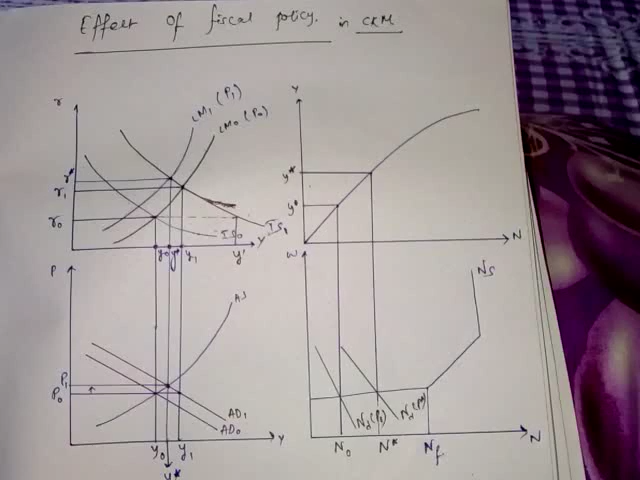 Effect of fiscal policy. in CKM
r
LM1 (P1)
LM0 (P0)
r*
r1
r0
IS0
IS1
y0 y* y1 y' Y
Y
y*
y0
N
P
AS
P1
P0
AD1
AD0
y0 y1 Y
y*
W
Ns
Nd(P1)
Nd(P*)
N0 N* Nf N